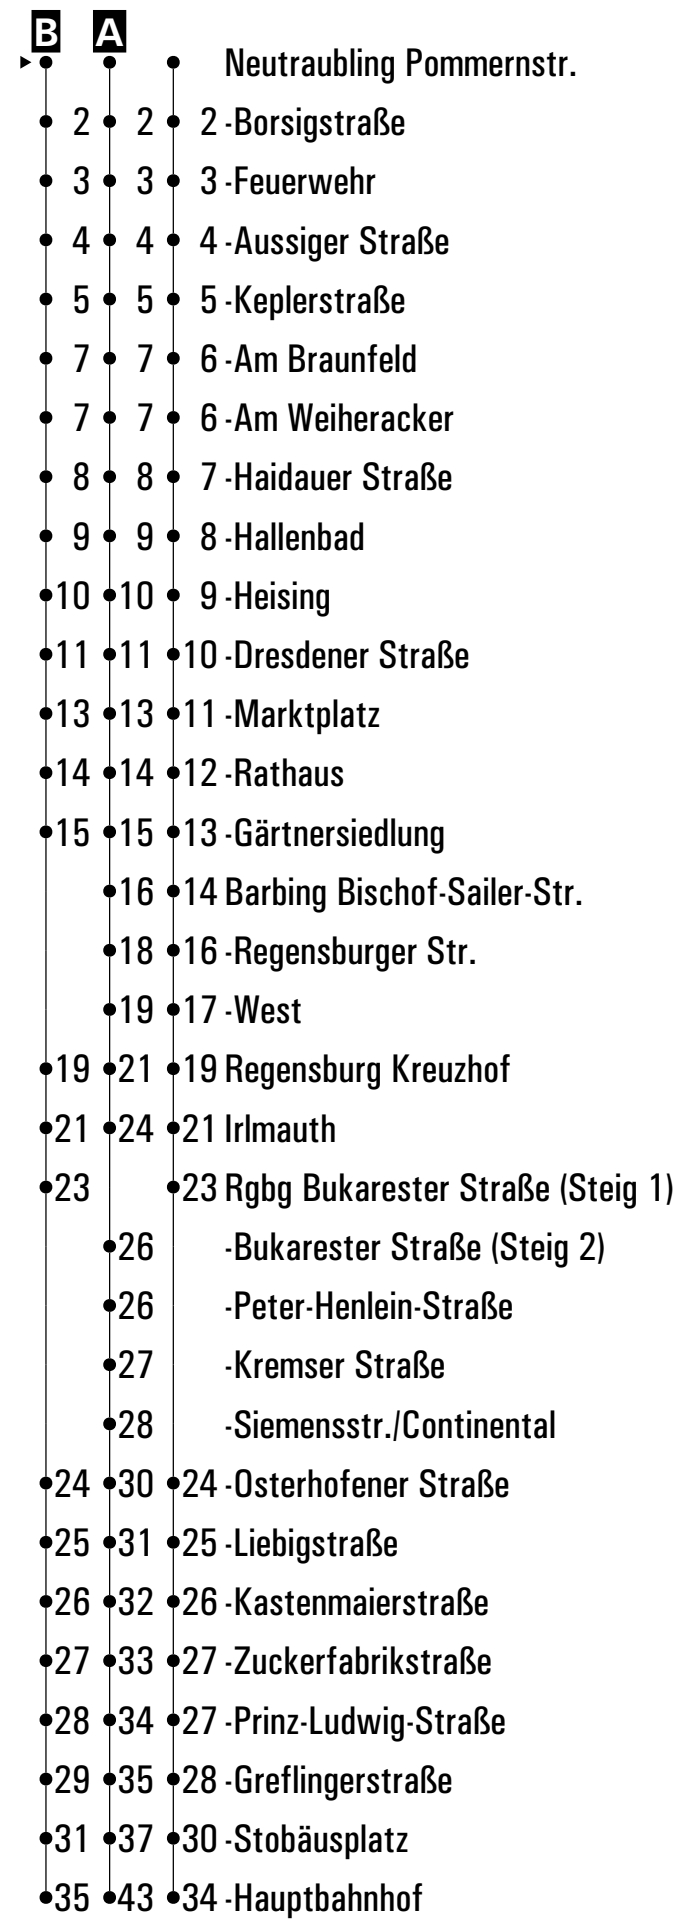 B A
Neutraubling Pommernstr.
2 2 2 -Borsigstraße
3 3 3 -Feuerwehr
4 4 4 -Aussiger Straße
5 5 5 -Keplerstraße
7 7 6 -Am Braunfeld
7 7 6 -Am Weiheracker
8 8 7 -Haidauer Straße
9 9 8 -Hallenbad
10 10 9 -Heising
11 11 10 -Dresdener Straße
13 13 11 -Marktplatz
14 14 12 -Rathaus
15 15 13 -Gärtnersiedlung
16 14 Barbing Bischof-Sailer-Str.
18 16 -Regensburger Str.
19 17 -West
19 21 19 Regensburg Kreuzhof
21 24 21 Irlmauth
23 23 Rgbg Bukarester Straße (Steig 1)
26 -Bukarester Straße (Steig 2)
26 -Peter-Henlein-Straße
27 -Kremser Straße
28 -Siemensstr./Continental
24 30 24 -Osterhofener Straße
25 31 25 -Liebigstraße
26 32 26 -Kastenmaierstraße
27 33 27 -Zuckerfabrikstraße
28 34 27 -Prinz-Ludwig-Straße
29 35 28 -Greflingerstraße
31 37 30 -Stobäusplatz
35 43 34 -Hauptbahnhof